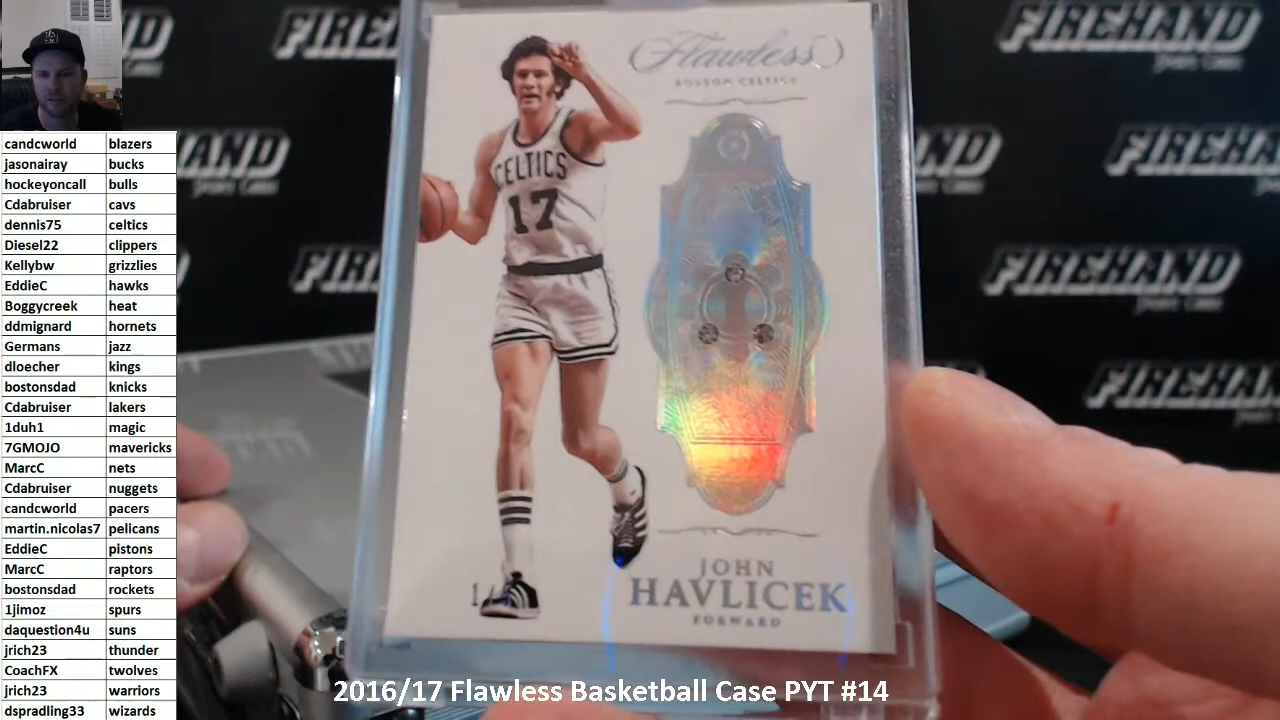 candcworld blazers
jasonairay bucks
hockeyoncall bulls
Cdabruiser cavs
dennis75 celtics
Diesel22 clippers
Kellybw grizzlies
EddieC hawks
Boggycreek heat
ddmignard hornets
Germans jazz
dloecher kings
bostonsdad knicks
Cdabruiser lakers
1duh1 magic
7GMOJO mavericks
MarcC nets
Cdabruiser nuggets
candcworld pacers
martin.nicolas7 pelicans
EddieC pistons
MarcC raptors
bostonsdad rockets
1jimoz spurs
daquestion4u suns
jrich23 thunder
CoachFX twolves
jrich23 warriors
dspradling33 wizards
Flawless
BOSTON CELTICS
CELTICS
17
JOHN
HAVLICEK
FORWARD
FIREHAND
FIREHAND
FIREHAND
2016/17 Flawless Basketball Case PYT #14